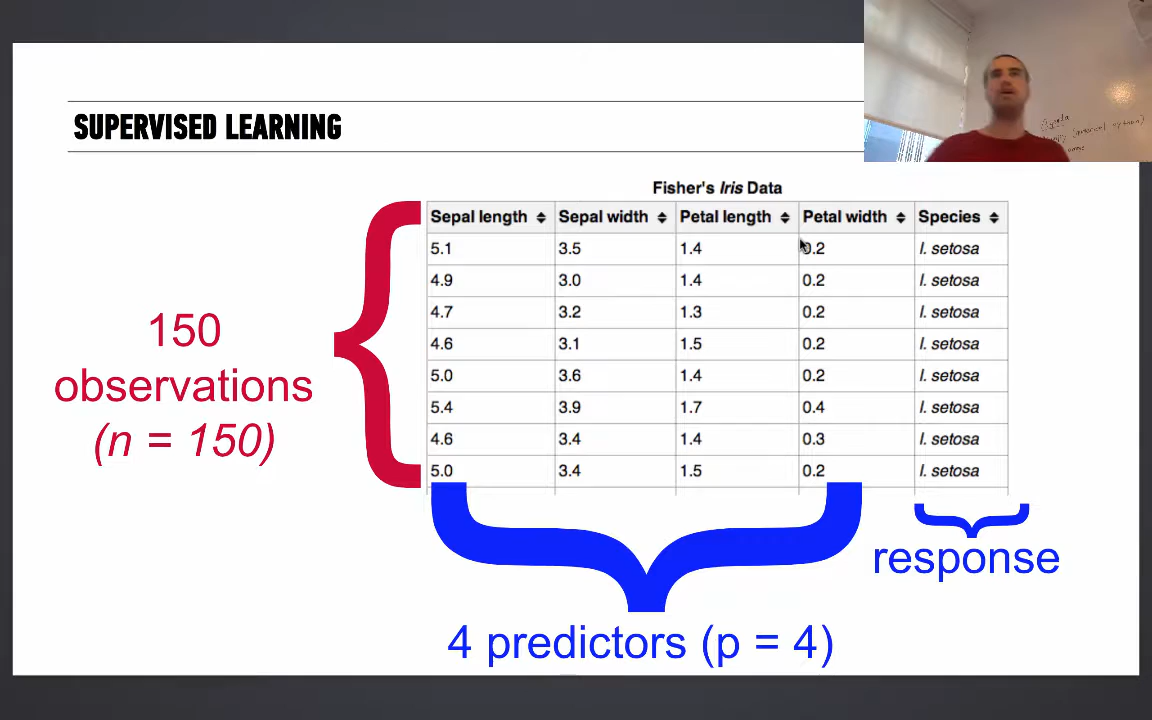 SUPERVISED LEARNING
Fisher's Iris Data
Sepal length Sepal width Petal length Petal width Species
5.1 3.5 1.4 0.2 I. setosa
4.9 3.0 1.4 0.2 I. setosa
4.7 3.2 1.3 0.2 I. setosa
4.6 3.1 1.5 0.2 I. setosa
5.0 3.6 1.4 0.2 I. setosa
5.4 3.9 1.7 0.4 I. setosa
4.6 3.4 1.4 0.3 I. setosa
5.0 3.4 1.5 0.2 I. setosa
150
observations
(n = 150)
response
4 predictors (p = 4)